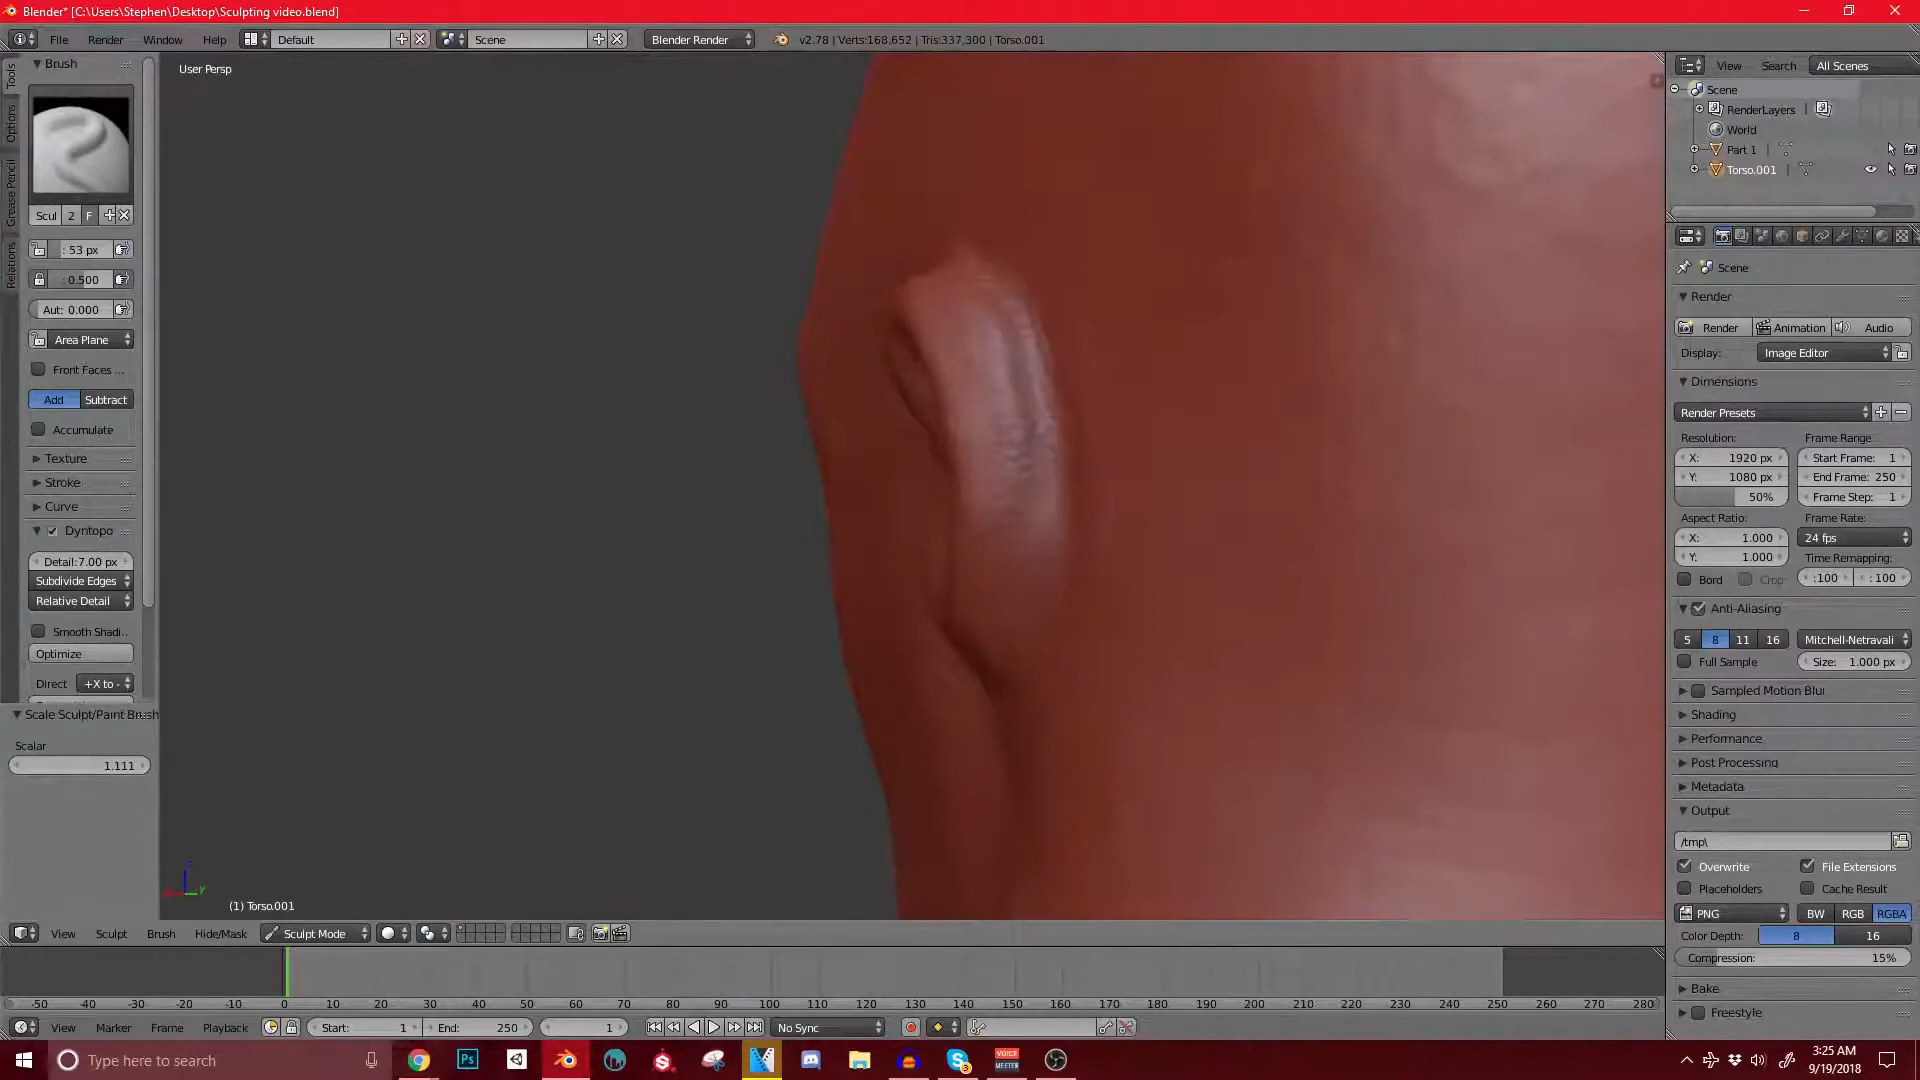 Blender* [C:\Users\Stephen\Desktop\Sculpting video.blend]
File Render Window Help Default Scene Blender Render v2.78 | Verts:168,652 | Tris:337,300 | Torso.001
Tools
Options
Grease Pencil
Relations
Brush
Scul 2 F
: 53 px
0.500
Aut: 0.000
Area Plane
Front Faces ...
Add Subtract
Accumulate
Texture
Stroke
Curve
Dyntopo
Detail:7.00 px
Subdivide Edges
Relative Detail
Smooth Shadi..
Optimize
Direct +X to -
Scale Sculpt/Paint Brush
Scalar
1.111
User Persp
z
y
(1) Torso.001
View Sculpt Brush Hide/Mask Sculpt Mode
View Search All Scenes
Scene
RenderLayers |
World
Part 1 |
Torso.001 |
Scene
Render
Render Animation Audio
Display: Image Editor
Dimensions
Render Presets
Resolution: Frame Range
X: 1920 px Start Frame: 1
Y: 1080 px End Frame: 250
50% Frame Step: 1
Aspect Ratio: Frame Rate:
X: 1.000 24 fps
Y: 1.000 Time Remapping:
Bord Crop :100 : 100
Anti-Aliasing
5 8 11 16 Mitchell-Netravali
Full Sample Size: 1.000 px
Sampled Motion Blur
Shading
Performance
Post Processing
Metadata
Output
/tmp\
Overwrite File Extensions
Placeholders Cache Result
PNG BW RGB RGBA
Color Depth: 8 16
Compression: 15%
Bake
Freestyle
-50 -40 -30 -20 -10 0 10 20 30 40 50 60 70 80 90 100 110 120 130 140 150 160 170 180 190 200 210 220 230 240 250 260 270 280
View Marker Frame Playback Start: 1 End: 250 1 No Sync
Type here to search
Ps
VOICE
MEETER
3
3:25 AM
9/19/2018